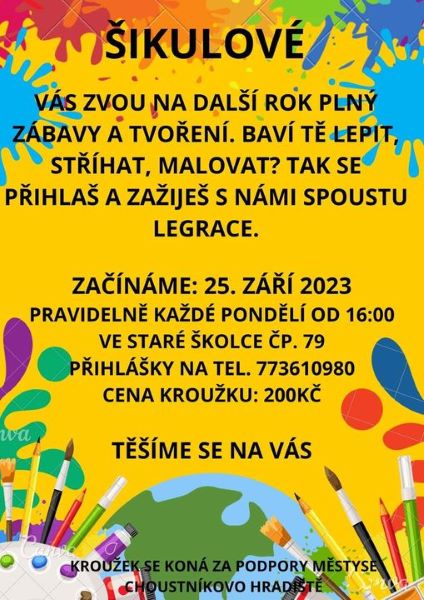 ŠIKULOVÉ
VÁS ZVOU NA DALŠÍ ROK PLNÝ
ZÁBAVY A TVOŘENÍ. BAVÍ TĚ LEPIT,
STŘÍHAT, MALOVAT? TAK SE
PŘIHLAŠ A ZAŽIJEŠ S NÁMI SPOUSTU
LEGRACE.
ZAČÍNÁME: 25. ZÁŘÍ 2023
PRAVIDELNĚ KAŽDÉ PONDĚLÍ OD 16:00
VE STARÉ ŠKOLCE ČP. 79
PŘIHLÁŠKY NA TEL. 773610980
CENA KROUŽKU: 200KČ
TĚŠÍME SE NA VÁS
KROUŽEK SE KONÁ ZA PODPORY MĚSTYSE
CHOUSTNÍKOVO HRADIŠTĚ